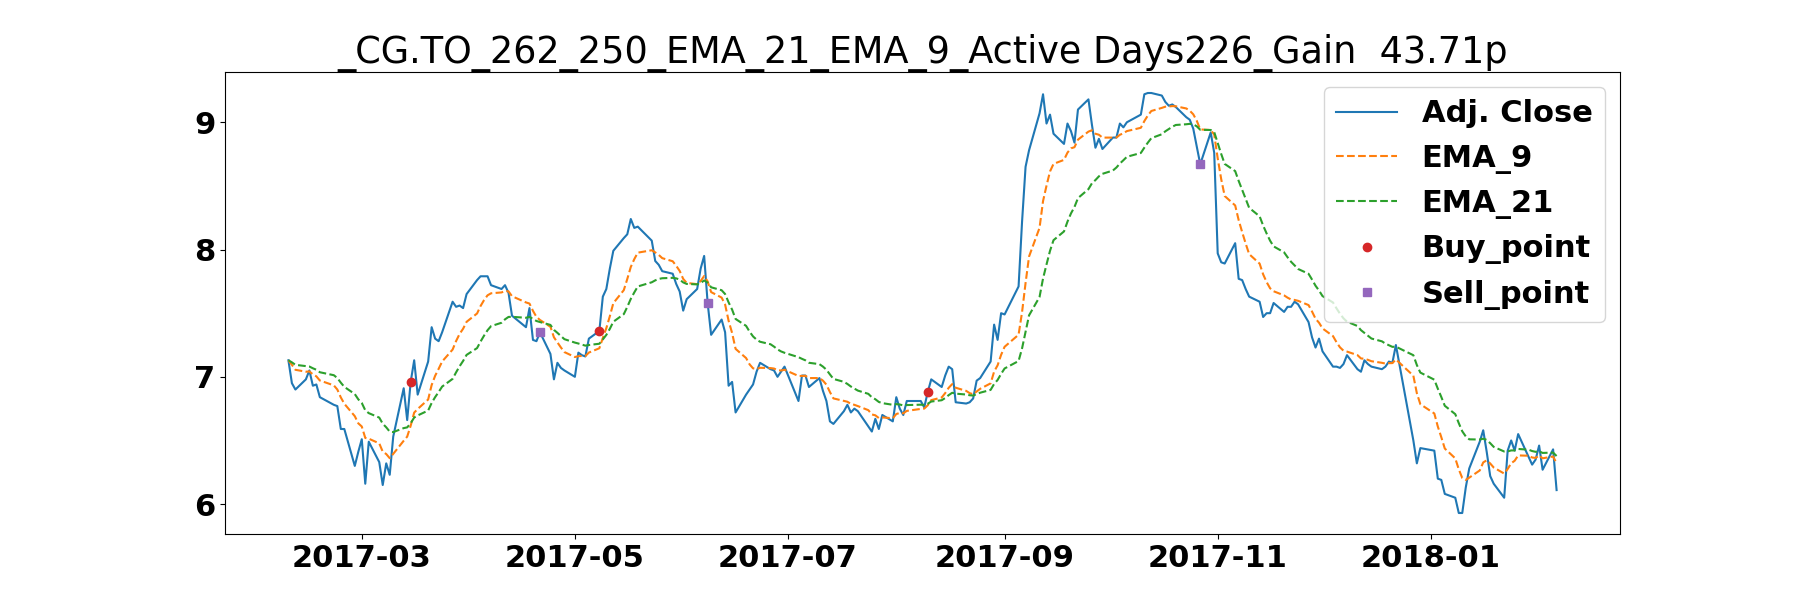 _CG.TO_262_250_EMA_21_EMA_9_Active Days226_Gain  43.71p
Adj. Close
EMA_9
EMA_21
Buy_point
Sell_point
9
8
7
6
2017-03 2017-05 2017-07 2017-09 2017-11 2018-01